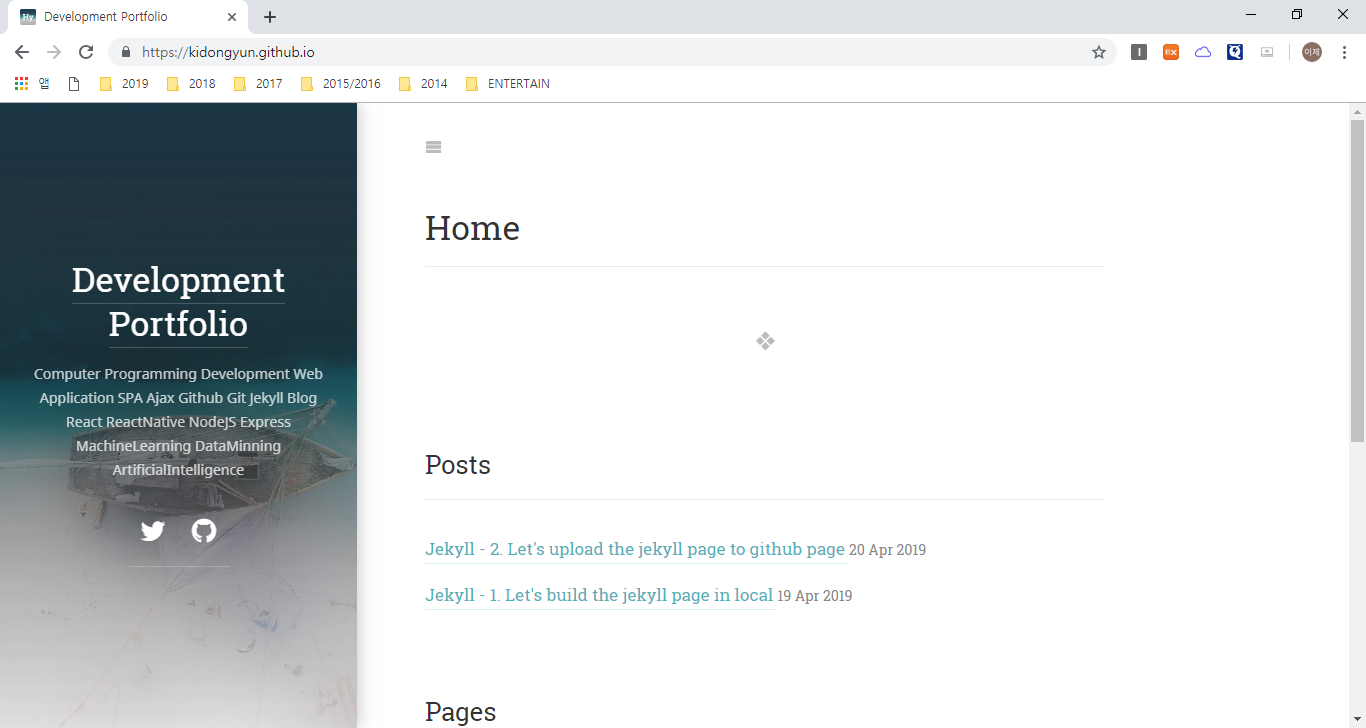 Hy Development Portfolio
https://kidongyun.github.io
EX
이제
앱
2019
2018
2017
2015/2016
2014
ENTERTAIN
Development
Portfolio
Computer Programming Development Web
Application SPA Ajax Github Git Jekyll Blog
React ReactNative NodeJS Express
MachineLearning DataMinning
ArtificialIntelligence
Home
Posts
Jekyll - 2. Let's upload the jekyll page to github page 20 Apr 2019
Jekyll - 1. Let's build the jekyll page in local 19 Apr 2019
Pages